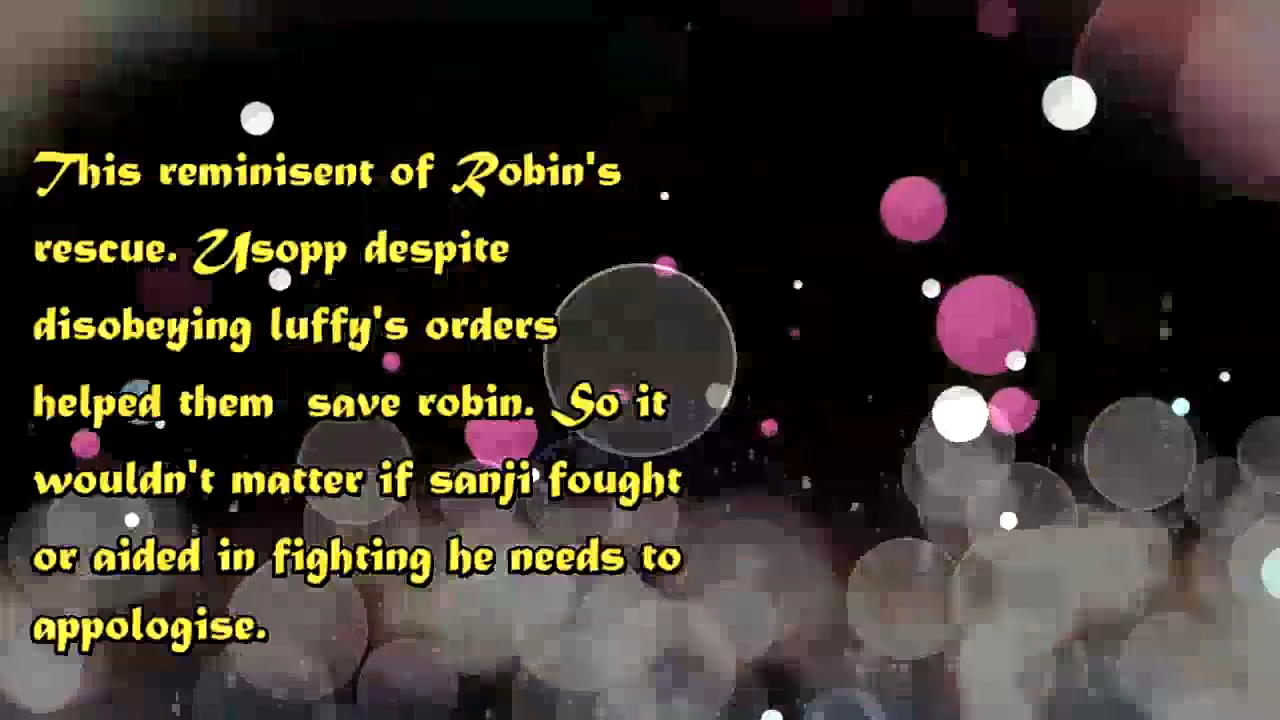 This reminisent of Robin's
rescue. Usopp despite
disobeying luffy's orders
helped them  save robin. So it
wouldn't matter if sanji fought
or aided in fighting he needs to
appologise.